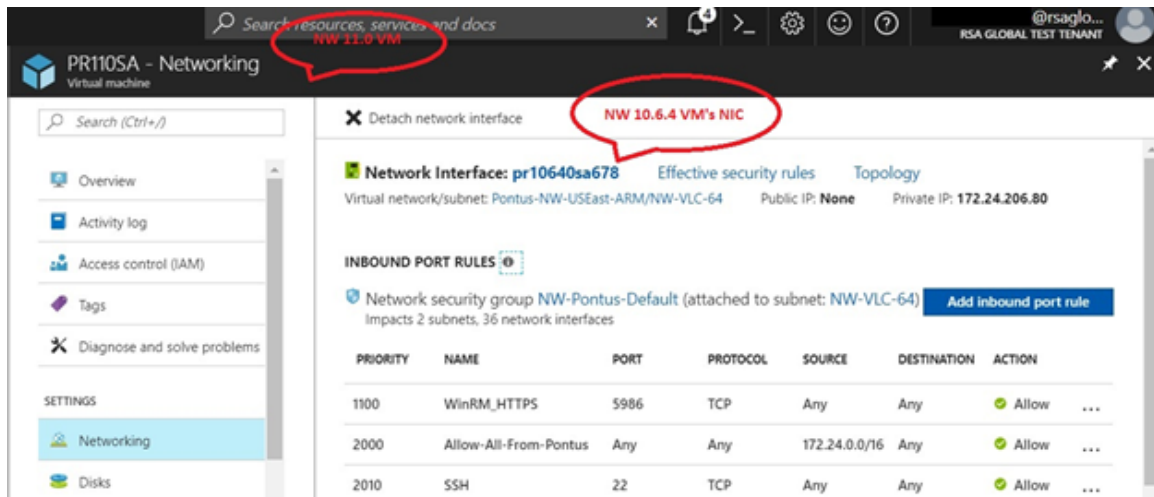 Search resources, services and docs
4
@rsaglo...
RSA GLOBAL TEST TENANT
NW 11.0 VM
PR110SA - Networking
Virtual machine
Search (Ctrl+/)
Detach network interface
NW 10.6.4 VM's NIC
Overview
Activity log
Access control (IAM)
Tags
Diagnose and solve problems
SETTINGS
Networking
Disks
Network Interface: pr10640sa678 Effective security rules Topology
Virtual network/subnet: Pontus-NW-USEast-ARM/NW-VLC-64 Public IP: None Private IP: 172.24.206.80
INBOUND PORT RULES
Network security group NW-Pontus-Default (attached to subnet: NW-VLC-64)
Impacts 2 subnets, 36 network interfaces
Add inbound port rule
PRIORITY NAME PORT PROTOCOL SOURCE DESTINATION ACTION
1100 WinRM_HTTPS 5986 TCP Any Any Allow ...
2000 Allow-All-From-Pontus Any Any 172.24.0.0/16 Any Allow ...
2010 SSH 22 TCP Any Any Allow ...